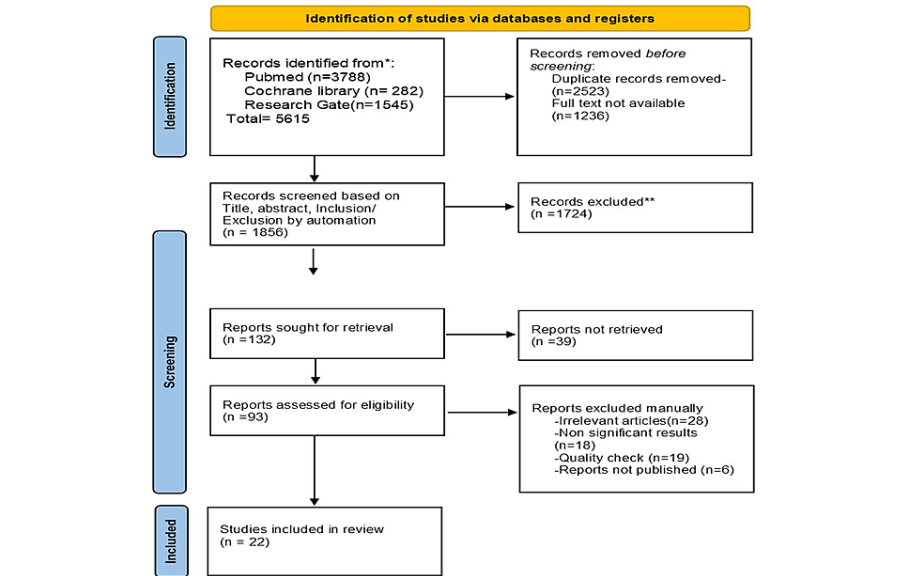 Identification of studies via databases and registers
Identification
Records identified from*:
Pubmed (n=3788)
Cochrane library (n= 282)
Research Gate(n=1545)
Total= 5615
Records removed before
screening:
Duplicate records removed-
(n=2523)
Full text not available
(n=1236)
Records screened based on
Title, abstract, Inclusion/
Exclusion by automation
(n = 1856)
Records excluded**
(n =1724)
Screening
Reports sought for retrieval
(n =132)
Reports not retrieved
(n =39)
Reports assessed for eligibility
(n =93)
Reports excluded manually
-Irrelevant articles(n=28)
-Non significant results
(n=18)
-Quality check (n=19)
-Reports not published (n=6)
Included
Studies included in review
(n = 22)